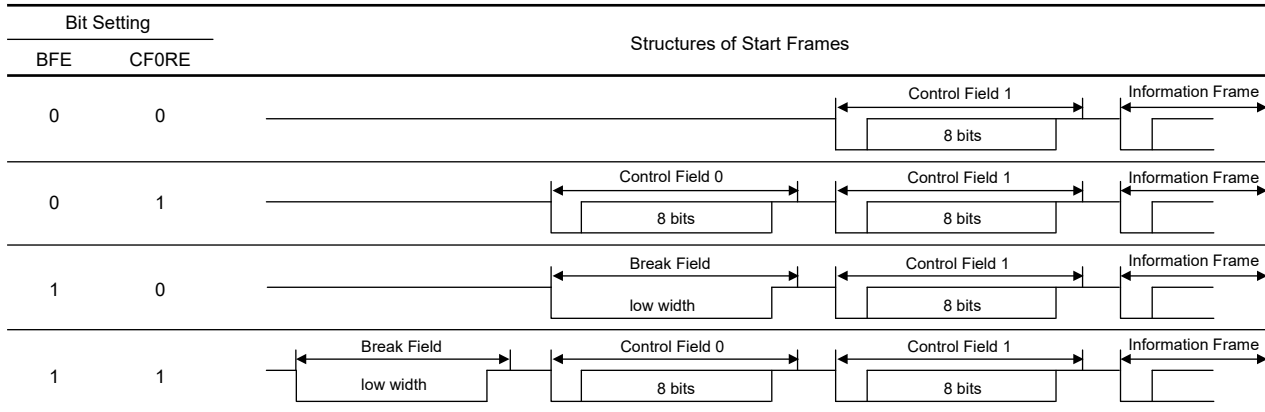 Bit Setting
Structures of Start Frames
BFE CF0RE
Control Field 1 Information Frame
0 0
8 bits
Control Field 0 Control Field 1 Information Frame
0 1
8 bits 8 bits
Break Field Control Field 1 Information Frame
1 0
low width 8 bits
Break Field Control Field 0 Control Field 1 Information Frame
1 1
low width 8 bits 8 bits